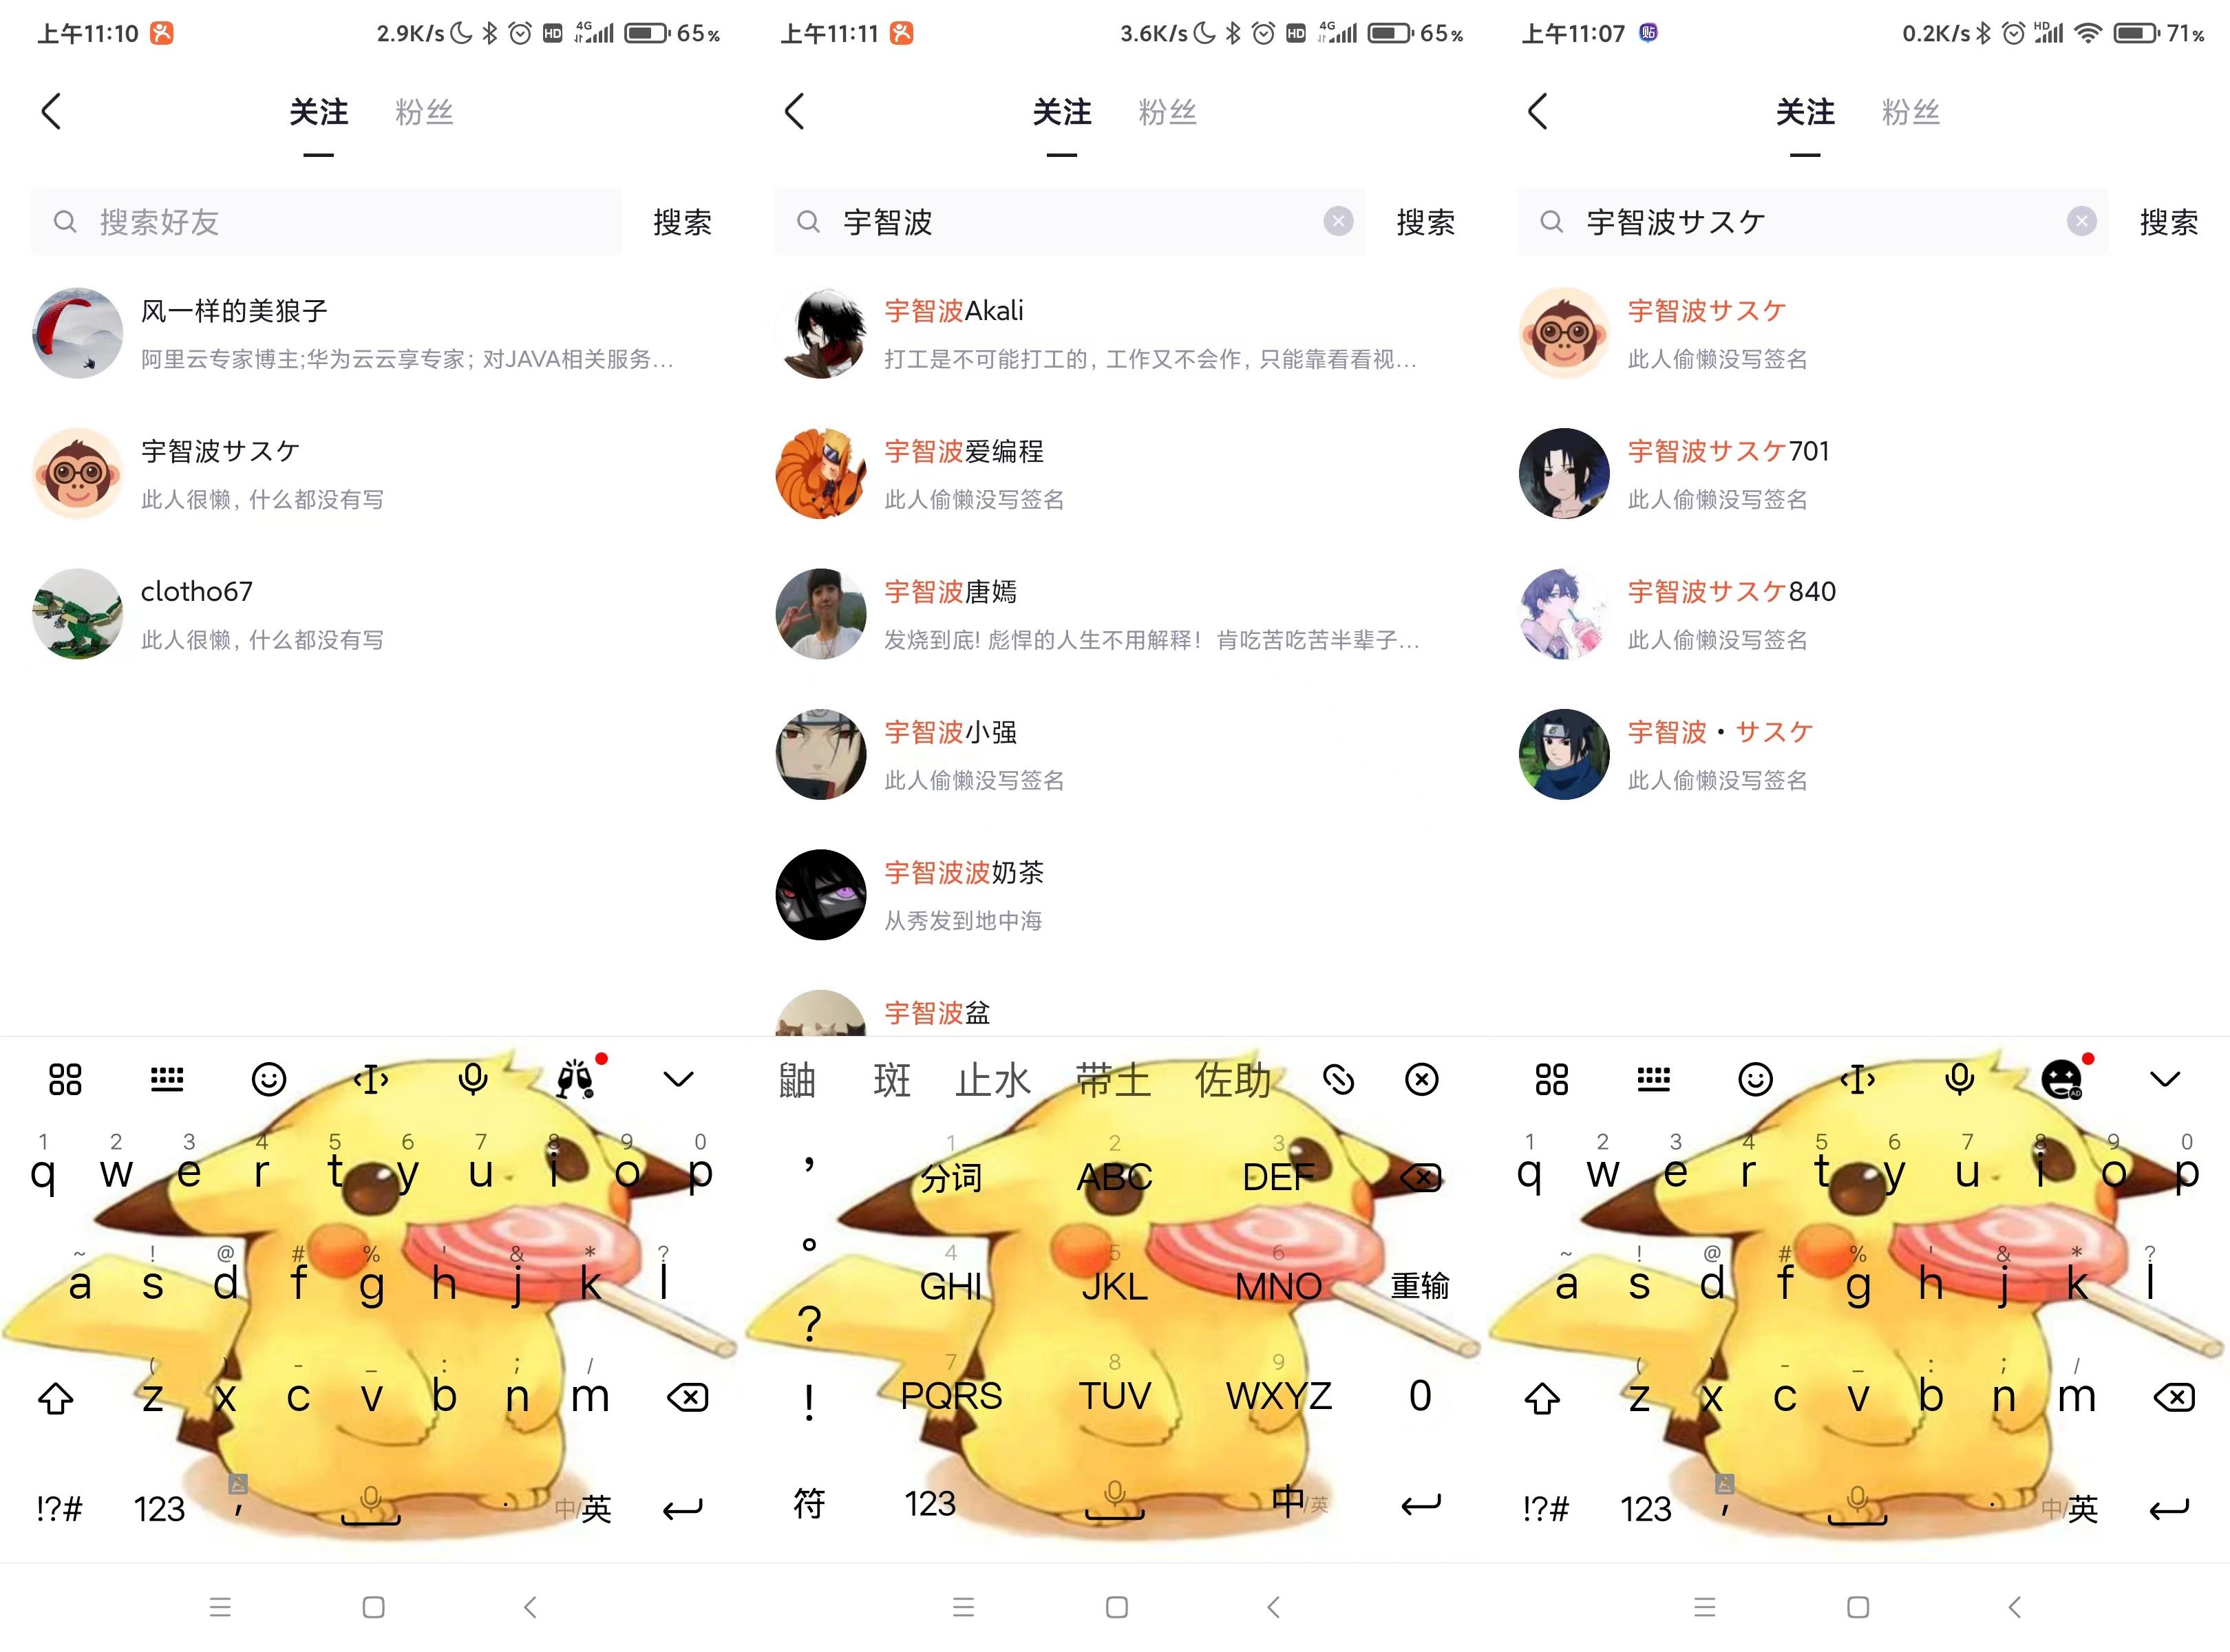 上午11:10 2.9K/s HD 4G 65%
关注 粉丝
搜索好友 搜索
风一样的美狼子
阿里云专家博主;华为云云享专家；对JAVA相关服务...
宇智波サスケ
此人很懒，什么都没有写
clotho67
此人很懒，什么都没有写
1 2 3 4 5 6 7 8 9 0
q w e r t y u i o p
~ ! @ # % ' & * ?
a s d f g h j k l
( ) - _ : ; /
z x c v b n m
!?# 123 , . 中/英
上午11:11 3.6K/s HD 4G 65%
关注 粉丝
宇智波 搜索
宇智波Akali
打工是不可能打工的，工作又不会作，只能靠看看视...
宇智波爱编程
此人偷懒没写签名
宇智波唐嫣
发烧到底! 彪悍的人生不用解释！ 肯吃苦吃苦半辈子...
宇智波小强
此人偷懒没写签名
宇智波波奶茶
从秀发到地中海
宇智波盆
鼬 斑 止水 带土 佐助
， 1 分词 2 ABC 3 DEF
。 4 GHI 5 JKL 6 MNO 重输
? 7 PQRS 8 TUV 9 WXYZ 0
!
符 123 中/英
上午11:07 贴 0.2K/s HD 71%
关注 粉丝
宇智波サスケ 搜索
宇智波サスケ
此人偷懒没写签名
宇智波サスケ701
此人偷懒没写签名
宇智波サスケ840
此人偷懒没写签名
宇智波・サスケ
此人偷懒没写签名
AD
1 2 3 4 5 6 7 8 9 0
q w e r t y u i o p
~ ! @ # % ' & * ?
a s d f g h j k l
( ) - _ : ; /
z x c v b n m
!?# 123 , . 中/英